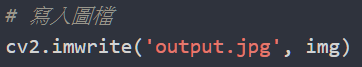 # 寫入圖檔
cv2.imwrite('output.jpg', img)